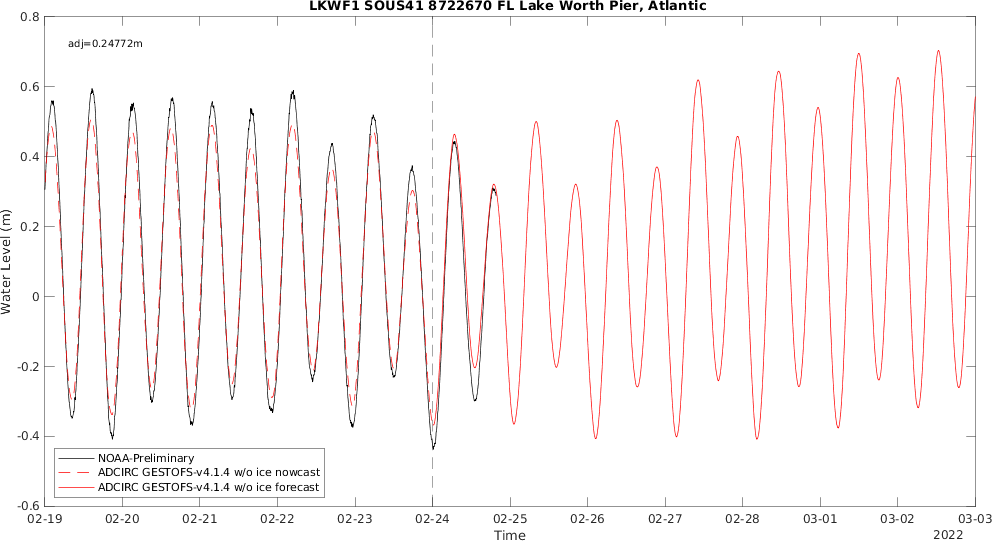 LKWF1 SOUS41 8722670 FL Lake Worth Pier, Atlantic
0.8
adj=0.24772m
0.6
0.4
0.2
0
-0.2
-0.4
-0.6
Water Level (m)
NOAA-Preliminary
ADCIRC GESTOFS-v4.1.4 w/o ice nowcast
ADCIRC GESTOFS-v4.1.4 w/o ice forecast
02-19 02-20 02-21 02-22 02-23 02-24 02-25 02-26 02-27 02-28 03-01 03-02 03-03
Time
2022